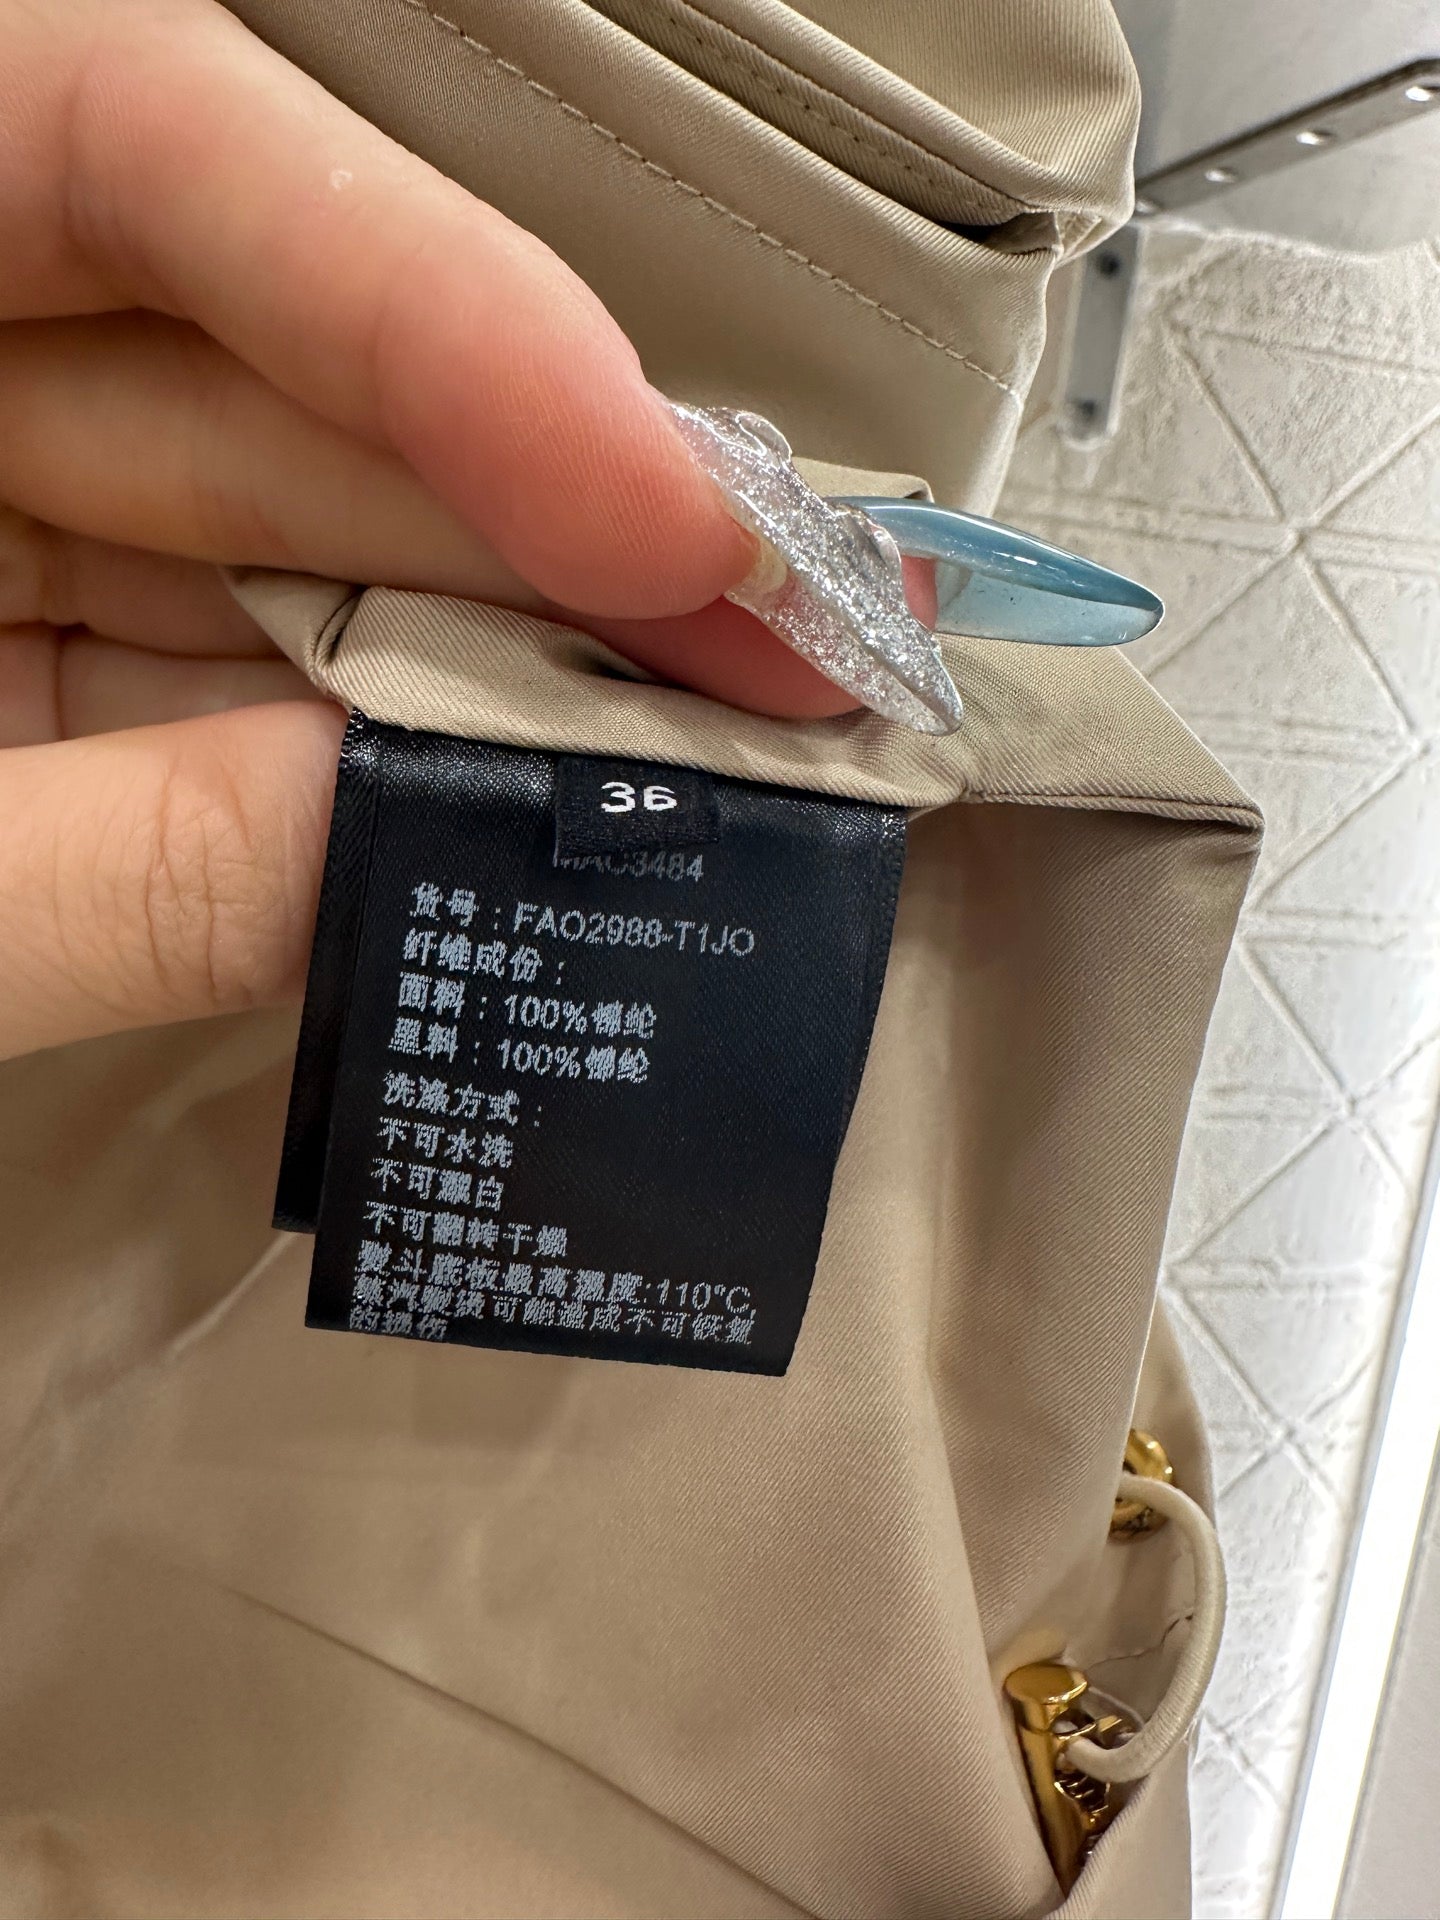 36
货号：FAO2988-T1JO
纤维成份：
面料：100%锦纶
里料：100%锦纶
洗涤方式：
不可水洗
不可漂白
不可翻转干燥
熨斗底板最高温度:110℃,
蒸汽熨烫可能造成不可恢复
的损伤